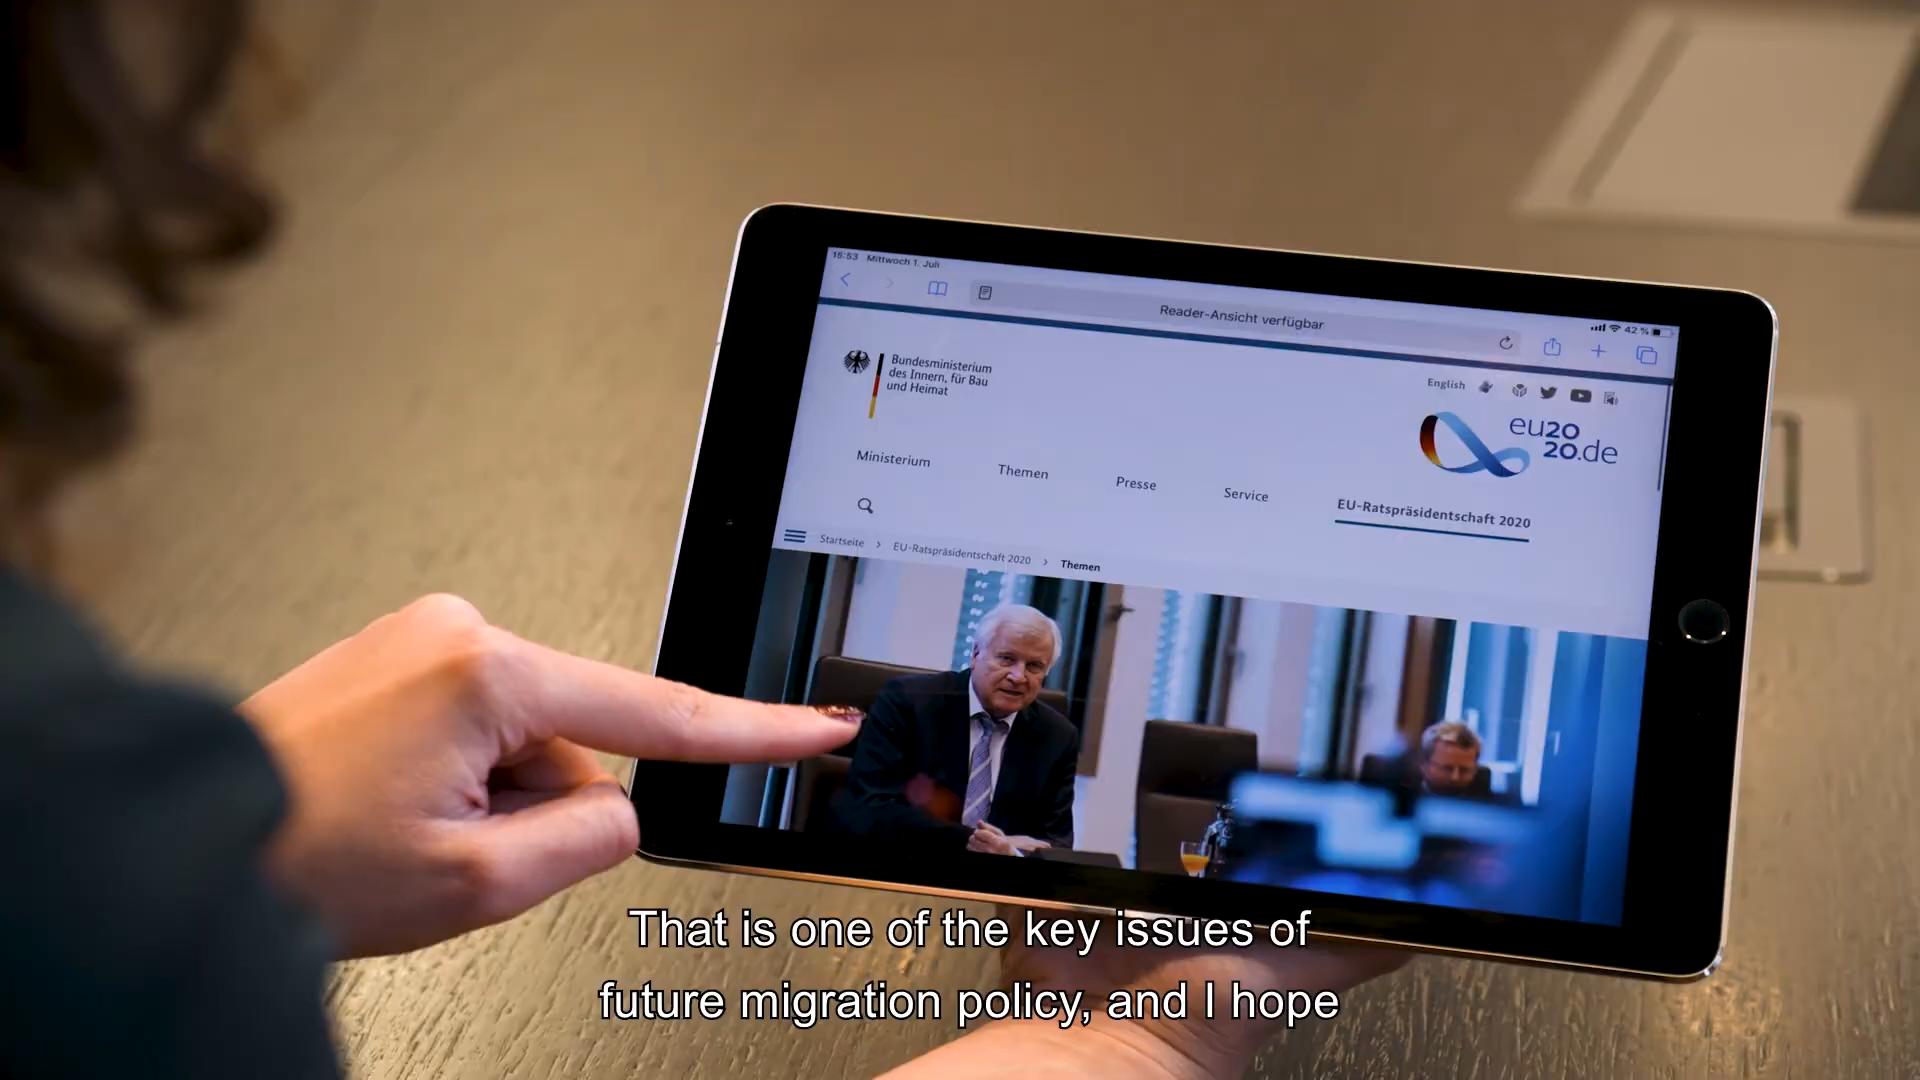 15:53 Mittwoch 1. Juli
42 %
Reader-Ansicht verfügbar
Bundesministerium
des Innern, für Bau
und Heimat
English
eu20
20.de
Ministerium
Themen
Presse
Service
EU-Ratspräsidentschaft 2020
Startseite > EU-Ratspräsidentschaft 2020 > Themen
That is one of the key issues of
future migration policy, and I hope